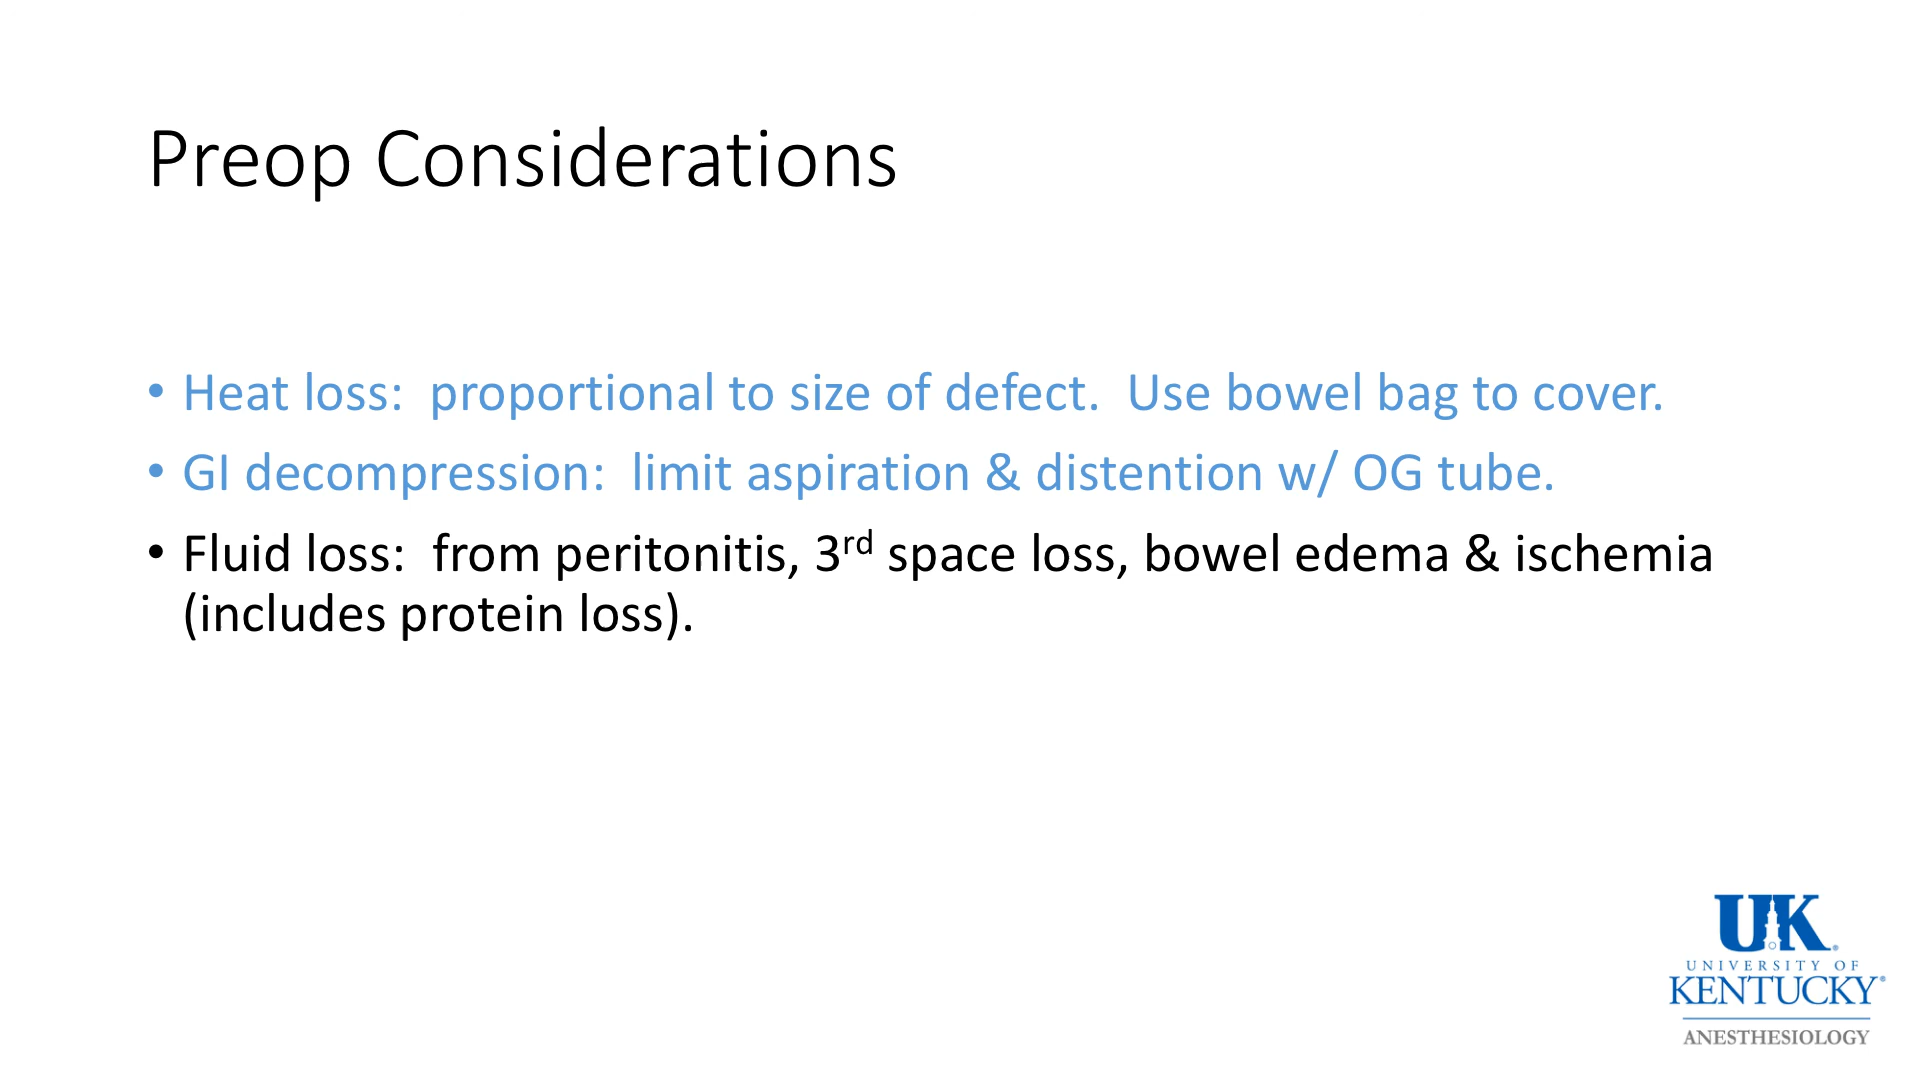 Preop Considerations
• Heat loss:  proportional to size of defect.  Use bowel bag to cover.
• GI decompression:  limit aspiration & distention w/ OG tube.
• Fluid loss:  from peritonitis, 3rd space loss, bowel edema & ischemia
(includes protein loss).
UK
UNIVERSITY OF
KENTUCKY®
ANESTHESIOLOGY